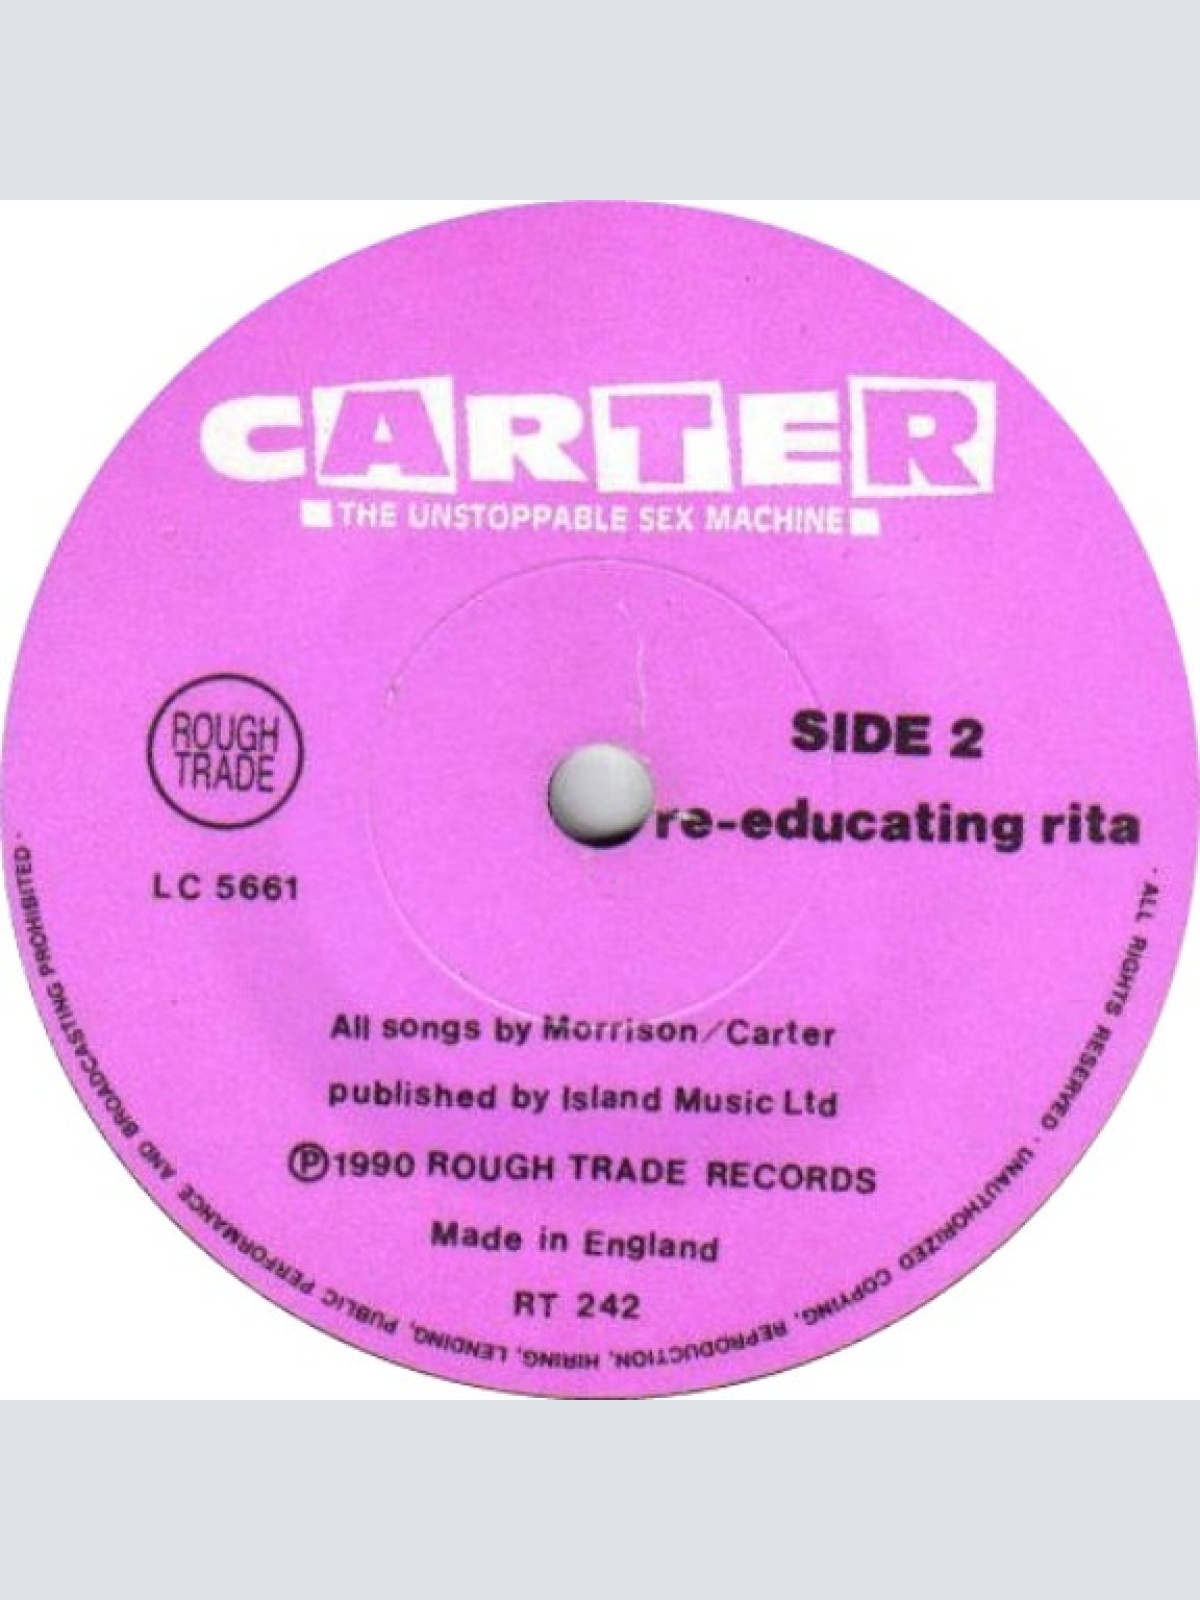 CARTER
THE UNSTOPPABLE SEX MACHINE
ROUGH
TRADE
LC 5661
SIDE 2
re-educating rita
All songs by Morrison/Carter
published by Island Music Ltd
Ⓟ1990 ROUGH TRADE RECORDS
Made in England
RT 242
· ALL RIGHTS RESERVED · UNAUTHORIZED COPYING, REPRODUCTION, HIRING, LENDING, PUBLIC PERFORMANCE AND BROADCASTING PROHIBITED ·